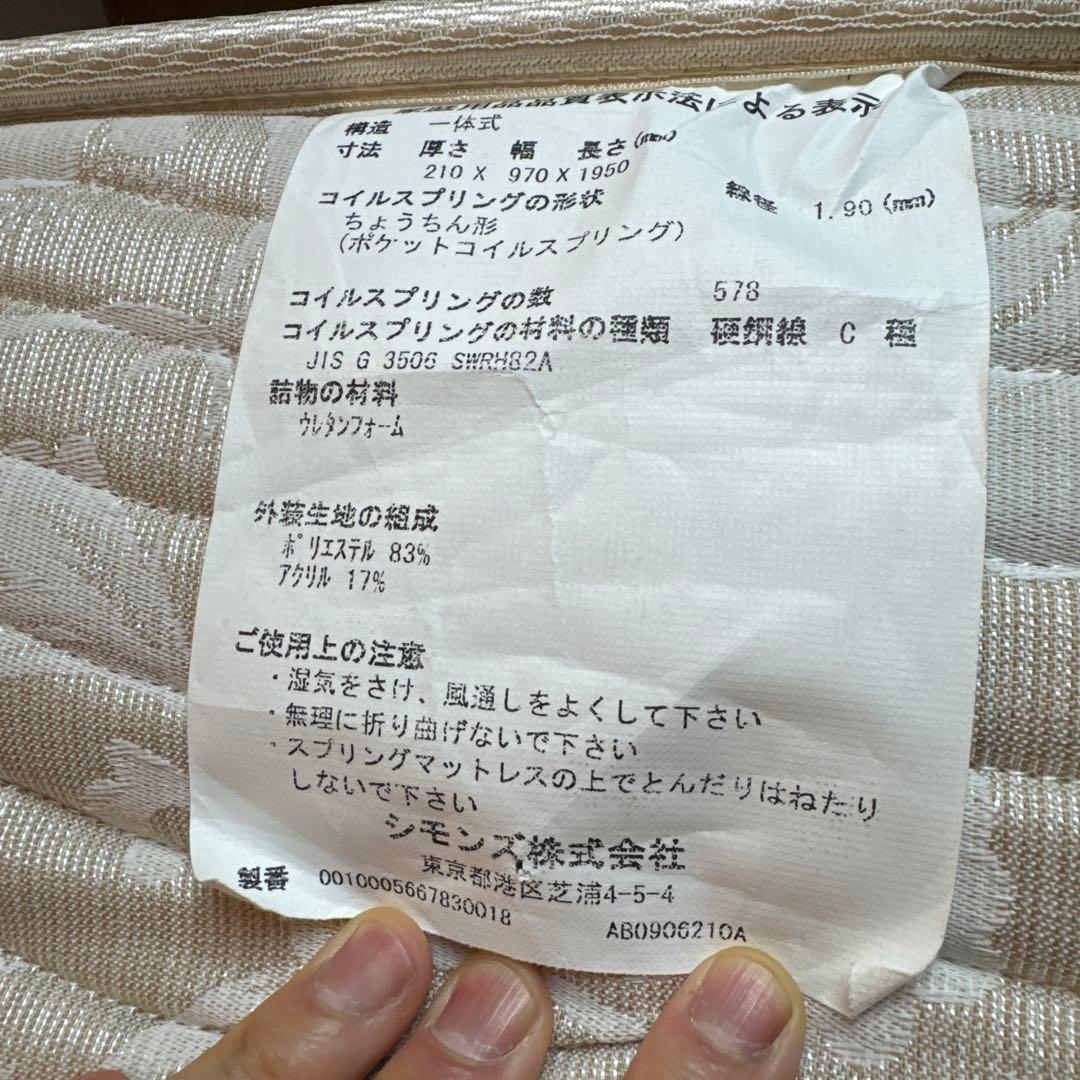 家庭用品品質表示法による表示
構造 一体式
寸法 厚さ 幅 長さ(mm)
210 X 970 X 1950
コイルスプリングの形状 線径 1.90 (mm)
ちょうちん形
(ポケットコイルスプリング)
コイルスプリングの数 578
コイルスプリングの材料の種類 硬鋼線 C 種
JIS G 3506 SWRH82A
詰物の材料
ウレタンフォーム
外装生地の組成
ポリエステル 83%
アクリル 17%
ご使用上の注意
・湿気をさけ、風通しをよくして下さい
・無理に折り曲げないで下さい
・スプリングマットレスの上でとんだりはねたり
しないで下さい
シモンズ株式会社
東京都港区芝浦4-5-4
製番 0010005667830018 AB0906210A